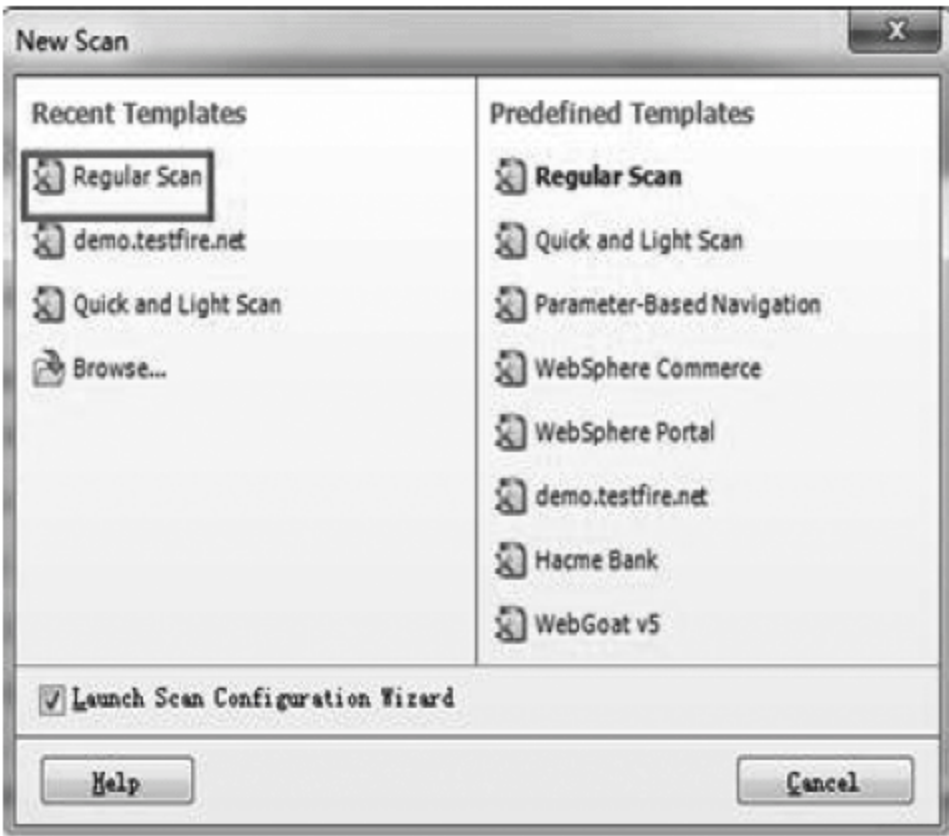 New Scan
x
Recent Templates
Regular Scan
demo.testfire.net
Quick and Light Scan
Browse...
Predefined Templates
Regular Scan
Quick and Light Scan
Parameter-Based Navigation
WebSphere Commerce
WebSphere Portal
demo.testfire.net
Hacme Bank
WebGoat v5
Launch Scan Configuration Wizard
Help
Cancel